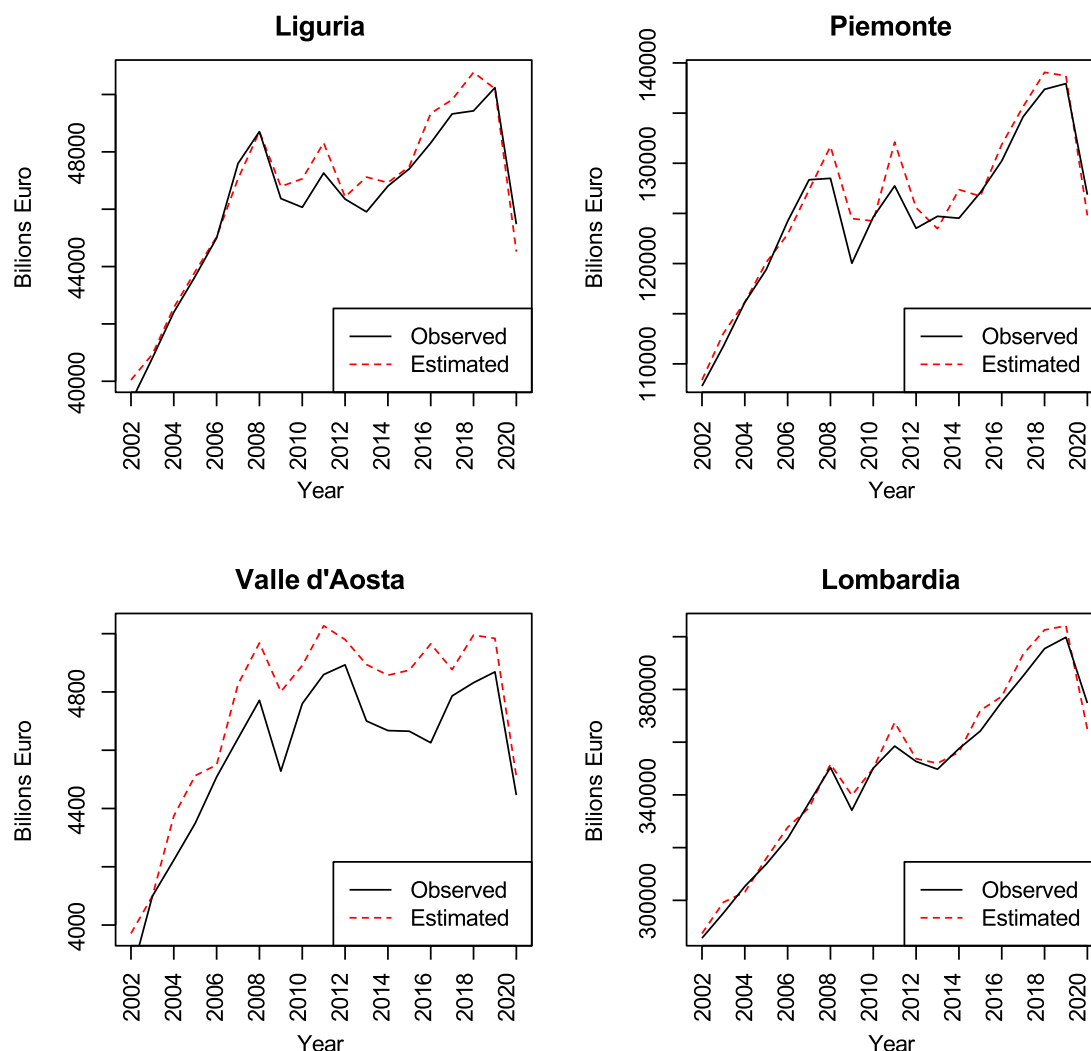 Liguria
Bilions Euro
48000
44000
40000
Observed
Estimated
2002 2004 2006 2008 2010 2012 2014 2016 2018 2020
Year
Piemonte
Bilions Euro
140000
130000
120000
110000
Observed
Estimated
2002 2004 2006 2008 2010 2012 2014 2016 2018 2020
Year
Valle d'Aosta
Bilions Euro
4800
4400
4000
Observed
Estimated
2002 2004 2006 2008 2010 2012 2014 2016 2018 2020
Year
Lombardia
Bilions Euro
380000
340000
300000
Observed
Estimated
2002 2004 2006 2008 2010 2012 2014 2016 2018 2020
Year